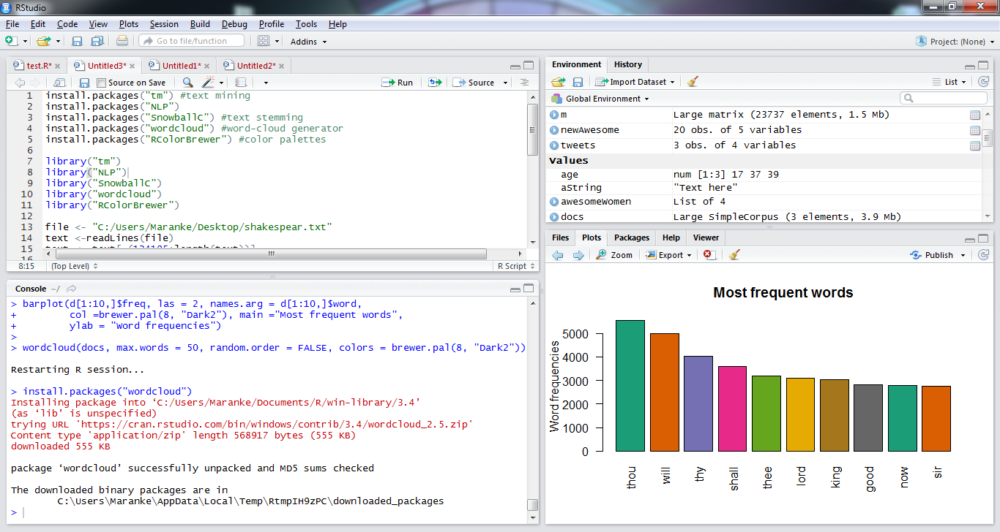 RStudio
File Edit Code View Plots Session Build Debug Profile Tools Help
Go to file/function Addins Project: (None)
test.R* Untitled3* Untitled1* Untitled2*
Source on Save Run Source
1 install.packages("tm") #text mining
2 install.packages("NLP")
3 install.packages("SnowballC") #text stemming
4 install.packages("wordcloud") #word-cloud generator
5 install.packages("RColorBrewer") #color palettes
6
7 library("tm")
8 library("NLP")
9 library("SnowballC")
10 library("wordcloud")
11 library("RColorBrewer")
12
13 file <- "C:/Users/Maranke/Desktop/shakespear.txt"
14 text <-readLines(file)
15
16
8:15 (Top Level) R Script
Console ~/
> barplot(d[1:10,]$freq, las = 2, names.arg = d[1:10,]$word,
+ col =brewer.pal(8, "Dark2"), main ="Most frequent words",
+ ylab = "Word frequencies")
>
> wordcloud(docs, max.words = 50, random.order = FALSE, colors = brewer.pal(8, "Dark2"))
Restarting R session...
> install.packages("wordcloud")
Installing package into ‘C:/Users/Maranke/Documents/R/win-library/3.4’
(as ‘lib’ is unspecified)
trying URL 'https://cran.rstudio.com/bin/windows/contrib/3.4/wordcloud_2.5.zip'
Content type 'application/zip' length 568917 bytes (555 KB)
downloaded 555 KB
package ‘wordcloud’ successfully unpacked and MD5 sums checked
The downloaded binary packages are in
C:\Users\Maranke\AppData\Local\Temp\RtmpIH9zPC\downloaded_packages
>
Environment History
Import Dataset List
Global Environment
m Large matrix (23737 elements, 1.5 Mb)
newAwesome 20 obs. of 5 variables
tweets 3 obs. of 4 variables
Values
age num [1:3] 17 37 39
aString "Text here"
awesomeWomen List of 4
docs Large SimpleCorpus (3 elements, 3.9 Mb)
Files Plots Packages Help Viewer
Zoom Export Publish
Most frequent words
Word frequencies
5000
4000
3000
2000
1000
0
thou will thy shall thee lord king good now sir